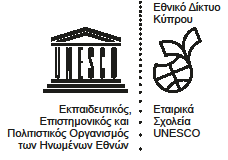 UNESCO
Εκπαιδευτικός,
Επιστημονικός και
Πολιτιστικός Οργανισμός
των Ηνωμένων Εθνών
Εθνικό Δίκτυο
Κύπρου
Εταιρικά
Σχολεία
UNESCO